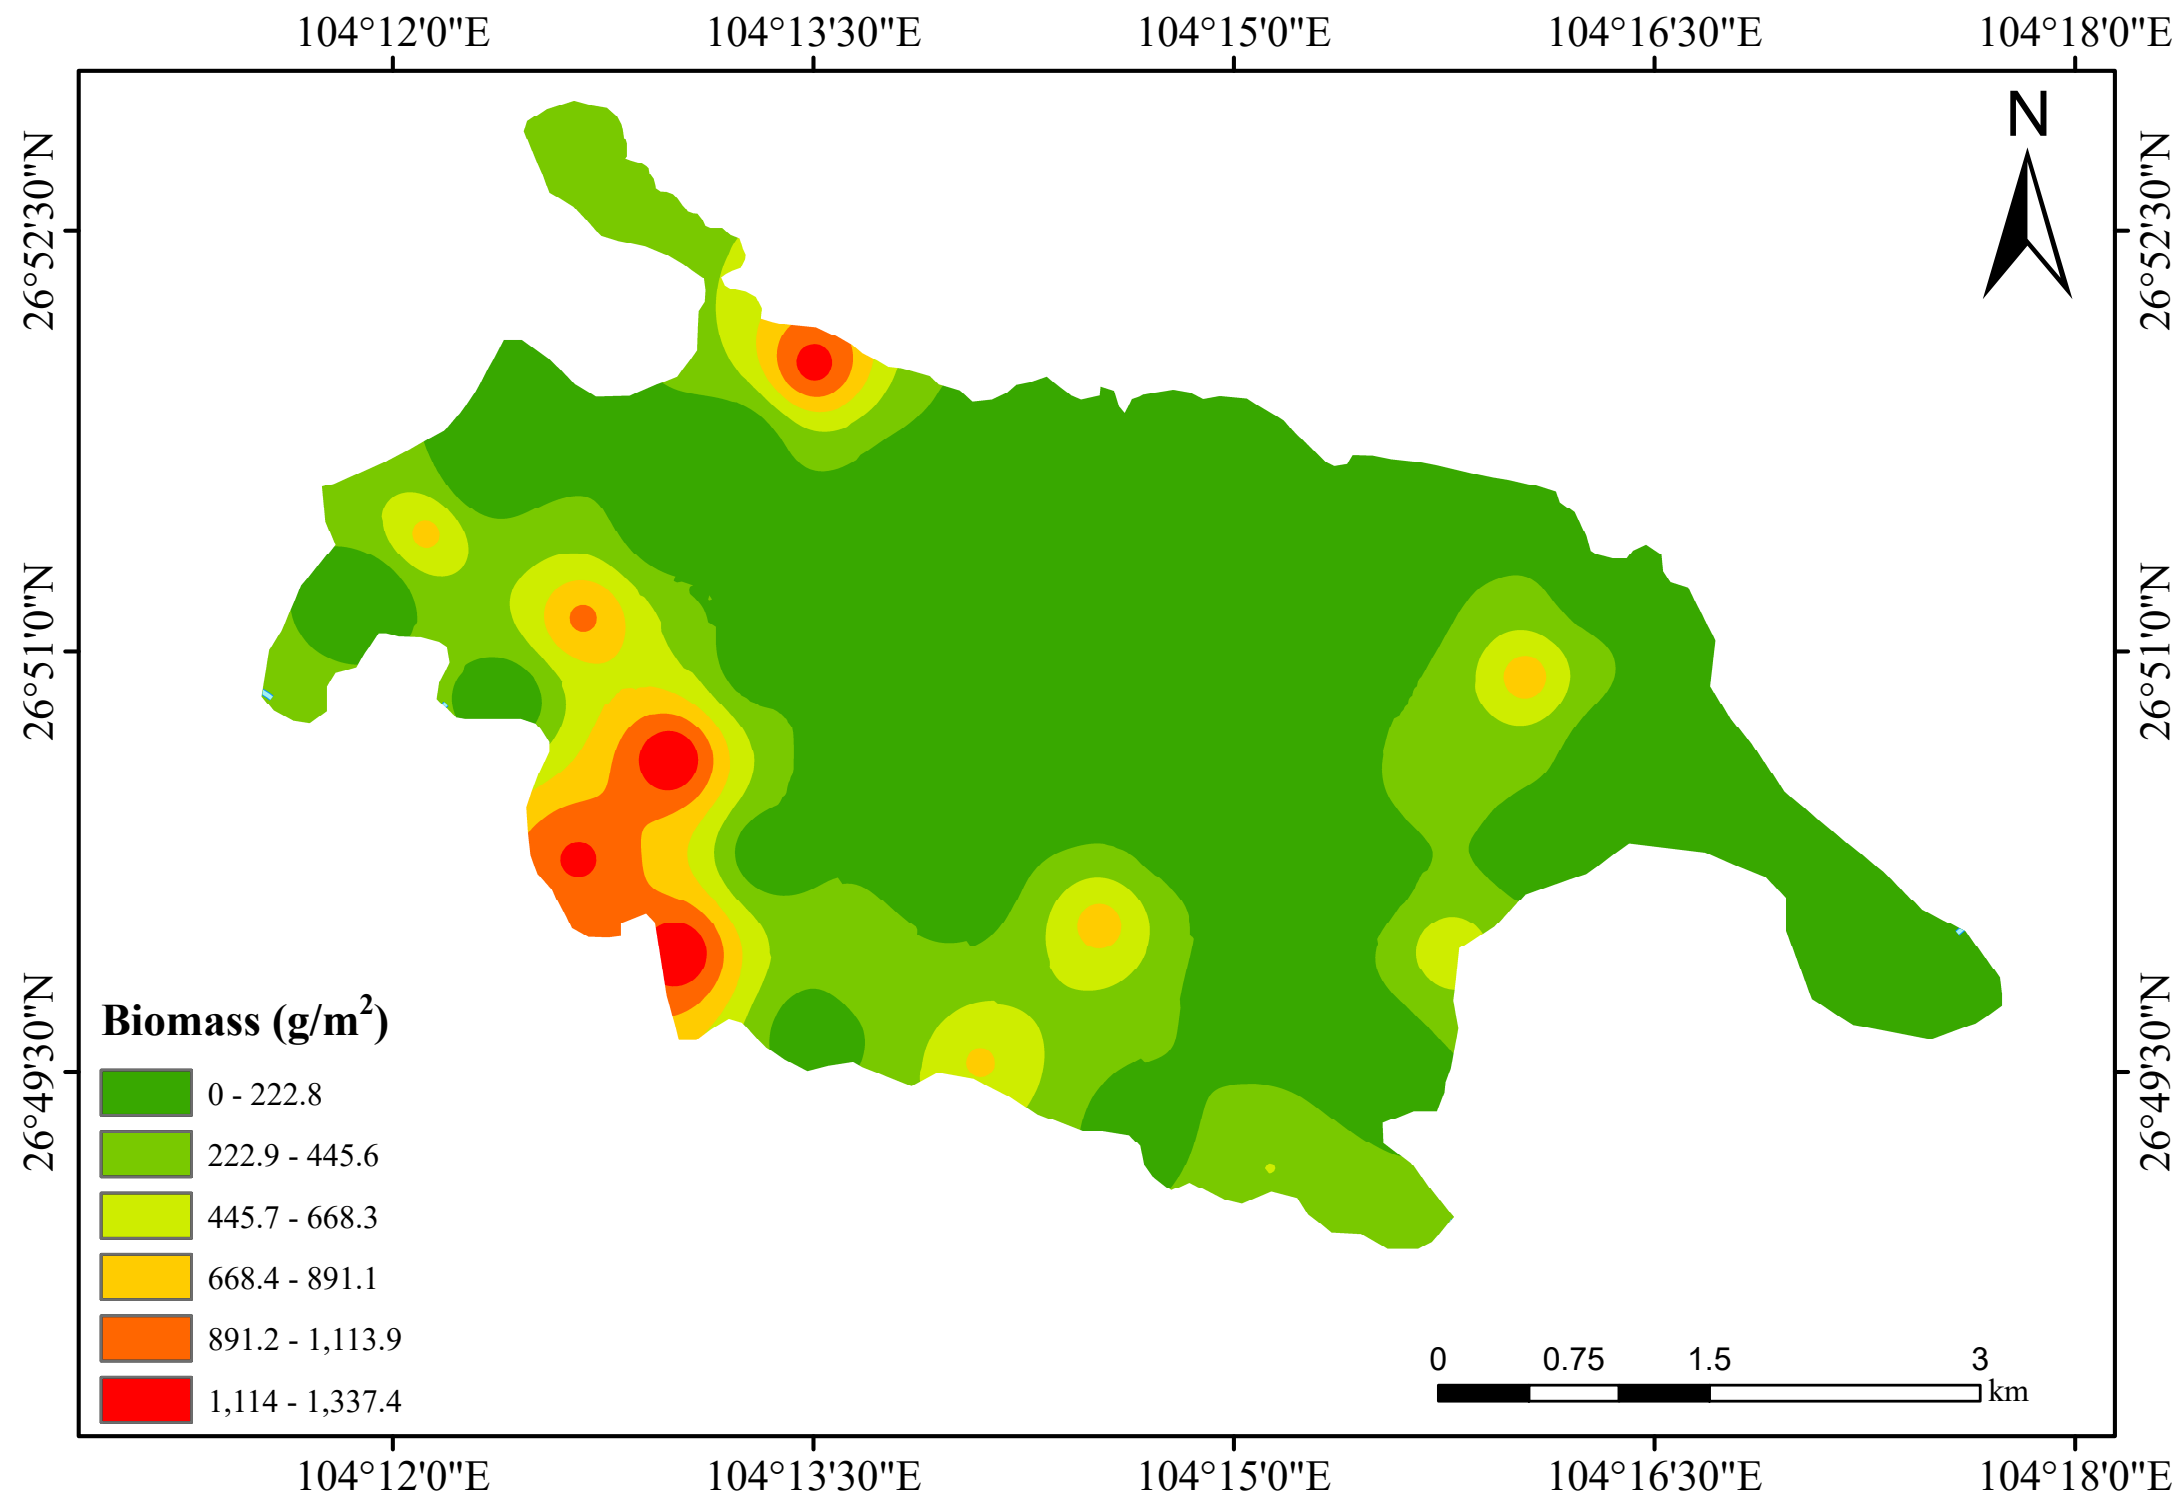 104°12'0"E 104°13'30"E 104°15'0"E 104°16'30"E 104°18'0"E
N
26°52'30"N
26°52'30"N
26°51'0"N
26°51'0"N
26°49'30"N
26°49'30"N
Biomass (g/m²)
0 - 222.8
222.9 - 445.6
445.7 - 668.3
668.4 - 891.1
891.2 - 1,113.9
1,114 - 1,337.4
0 0.75 1.5 3
km
104°12'0"E 104°13'30"E 104°15'0"E 104°16'30"E 104°18'0"E